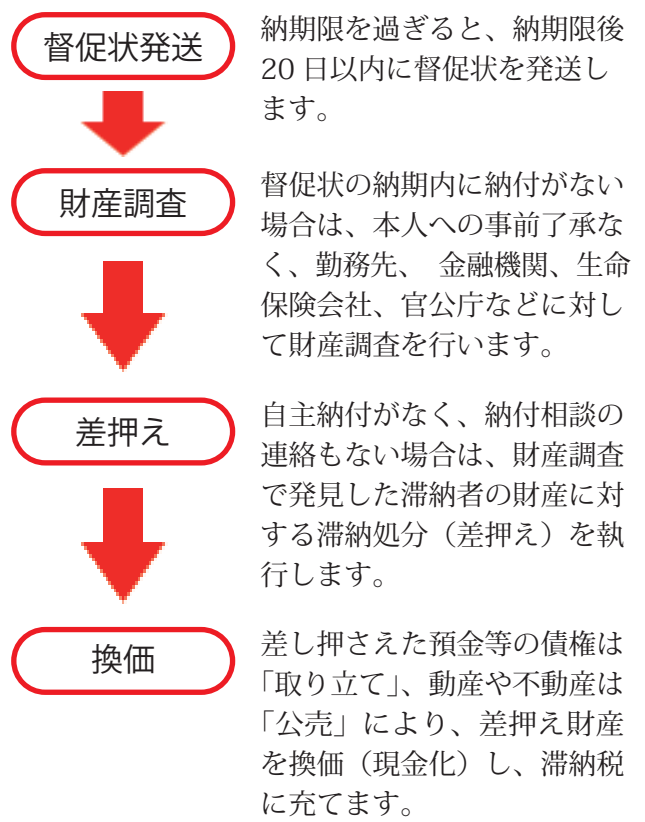 督促状発送
納期限を過ぎると、納期限後
20 日以内に督促状を発送し
ます。
財産調査
督促状の納期内に納付がない
場合は、本人への事前了承な
く、勤務先、 金融機関、生命
保険会社、官公庁などに対し
て財産調査を行います。
差押え
自主納付がなく、納付相談の
連絡もない場合は、財産調査
で発見した滞納者の財産に対
する滞納処分（差押え）を執
行します。
換価
差し押さえた預金等の債権は
「取り立て」、動産や不動産は
「公売」により、差押え財産
を換価（現金化）し、滞納税
に充てます。